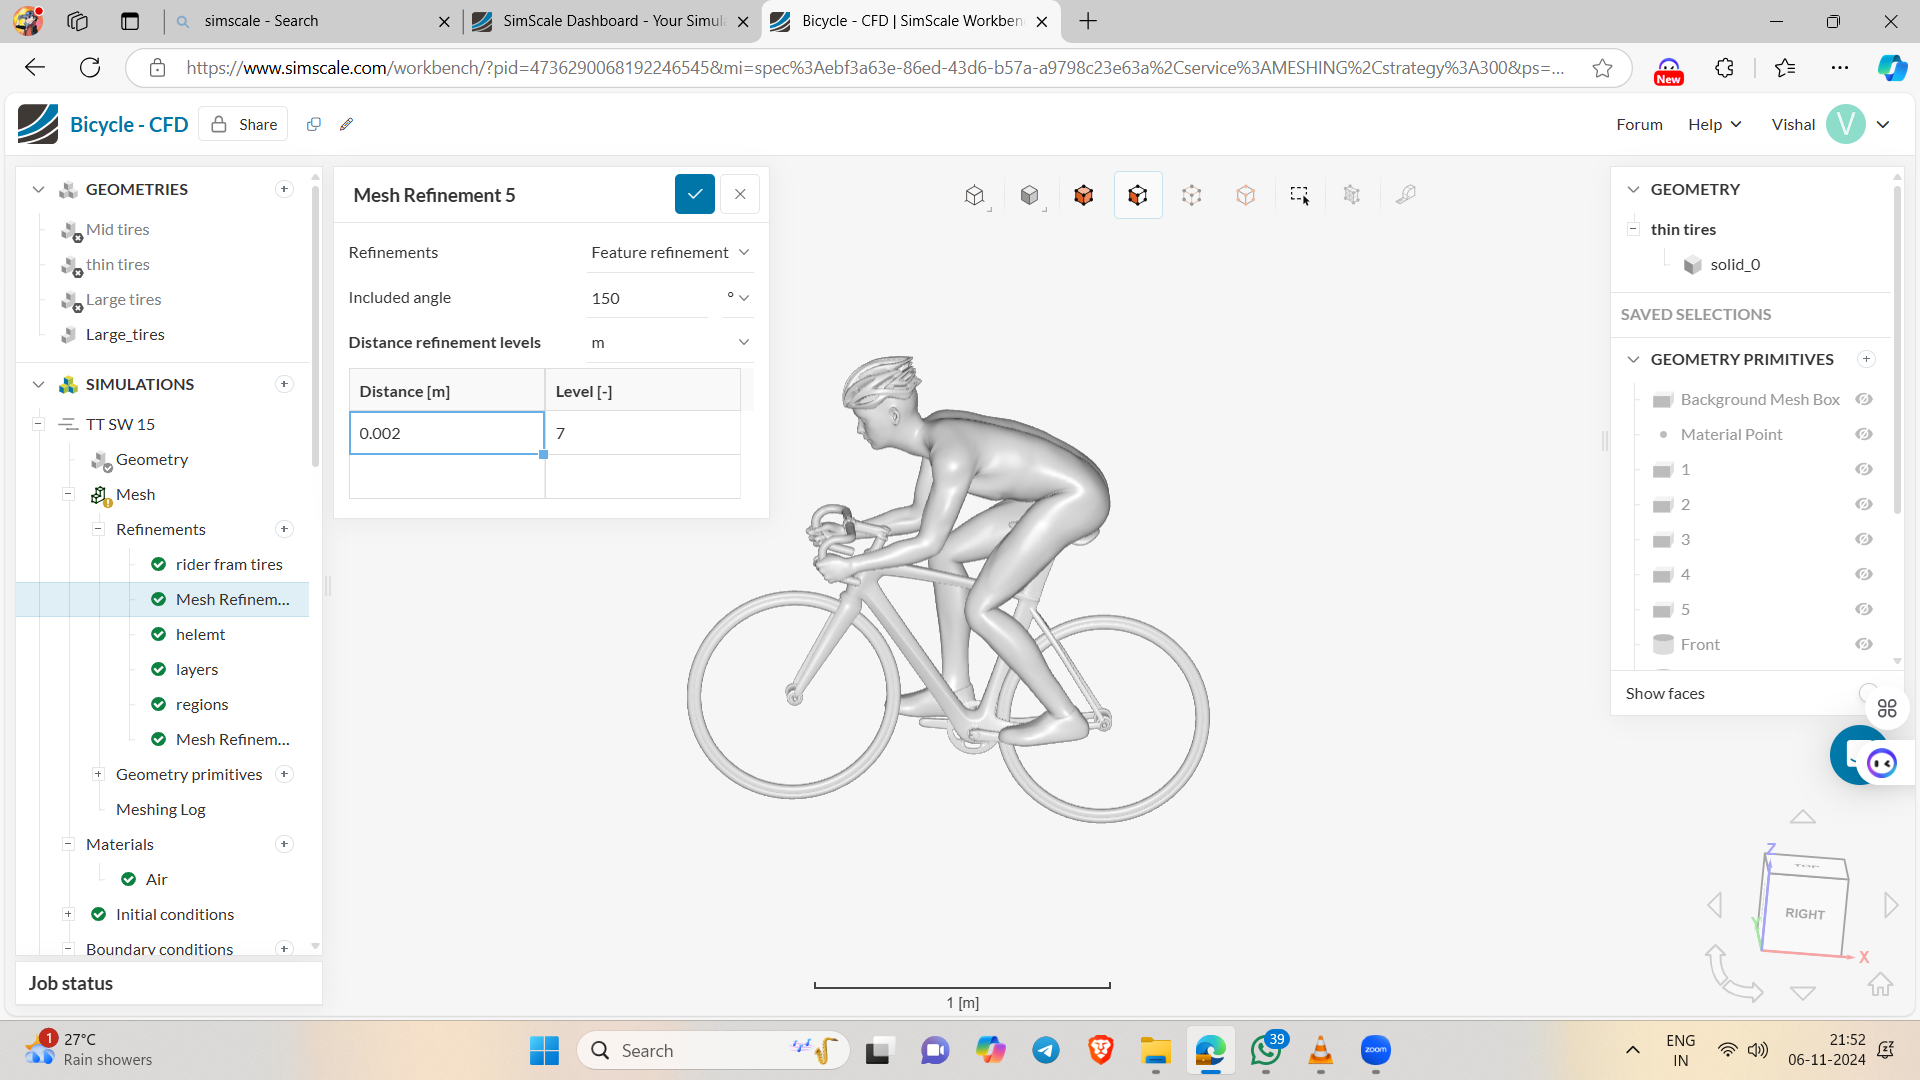 simscale - Search
SimScale Dashboard - Your Simula
Bicycle - CFD | SimScale Workben
https://www.simscale.com/workbench/?pid=4736290068192246545&mi=spec%3Aebf3a63e-86ed-43d6-b57a-a9798c23e63a%2Cservice%3AMESHING%2Cstrategy%3A300&ps=...
New
Bicycle - CFD
Share
Forum
Help
Vishal
V
GEOMETRIES
Mid tires
thin tires
Large tires
Large_tires
SIMULATIONS
TT SW 15
Geometry
Mesh
Refinements
rider fram tires
Mesh Refinem...
helemt
layers
regions
Mesh Refinem...
Geometry primitives
Meshing Log
Materials
Air
Initial conditions
Boundary conditions
Job status
Mesh Refinement 5
Refinements
Feature refinement
Included angle
150
°
Distance refinement levels
m
Distance [m]
Level [-]
0.002
7
1 [m]
GEOMETRY
thin tires
solid_0
SAVED SELECTIONS
GEOMETRY PRIMITIVES
Background Mesh Box
Material Point
1
2
3
4
5
Front
Show faces
Z
TOP
RIGHT
Y
X
1
27°C
Rain showers
Search
39
zoom
ENG
IN
21:52
06-11-2024